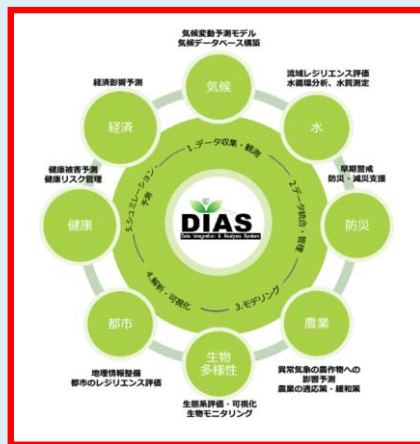 気候変動予測モデル
気候データベース構築
気候
経済影響予測
経済
流域レジリエンス評価
水循環分析、水質測定
水
健康被害予測
健康リスク管理
健康
早期警戒
防災・減災支援
防災
1.データ収集・観測
2.データ統合・管理
3.モデリング
4.解析・可視化
5.シュミレーション・
予測
DIAS
Data Integration & Analysis System
都市
地理情報整備
都市のレジリエンス評価
生物
多様性
生態系評価・可視化
生物モニタリング
農業
異常気象の農作物への
影響予測
農業の適応策・緩和策